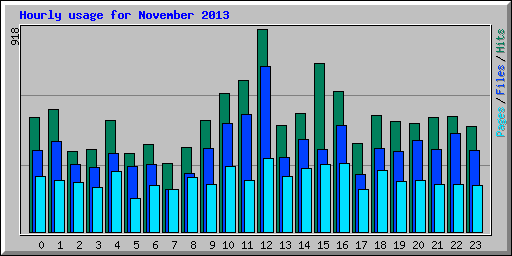 Hourly usage for November 2013
918
Pages/Files/Hits
0 1 2 3 4 5 6 7 8 9 10 11 12 13 14 15 16 17 18 19 20 21 22 23